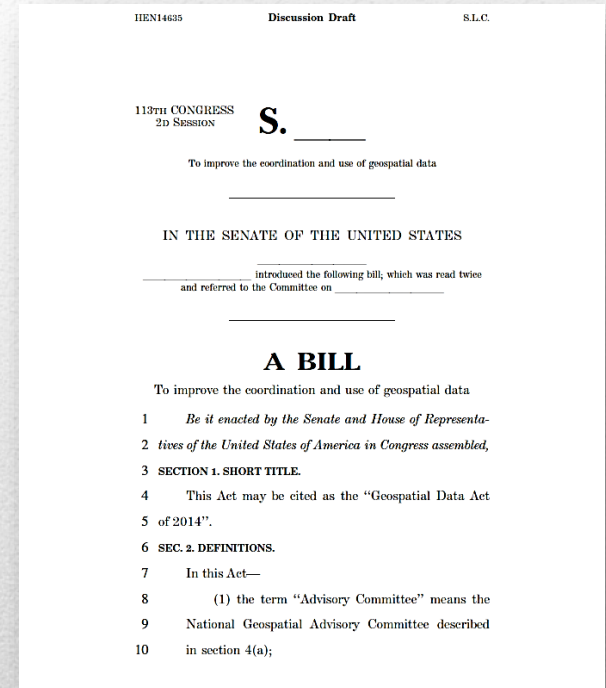 HEN14635 Discussion Draft S.L.C.
113TH CONGRESS
2D SESSION
S. ________
To improve the coordination and use of geospatial data
IN THE SENATE OF THE UNITED STATES
________ introduced the following bill; which was read twice
and referred to the Committee on ________
A BILL
To improve the coordination and use of geospatial data
1 Be it enacted by the Senate and House of Representa-
2 tives of the United States of America in Congress assembled,
3 SECTION 1. SHORT TITLE.
4 This Act may be cited as the “Geospatial Data Act
5 of 2014”.
6 SEC. 2. DEFINITIONS.
7 In this Act—
8 (1) the term “Advisory Committee” means the
9 National Geospatial Advisory Committee described
10 in section 4(a);